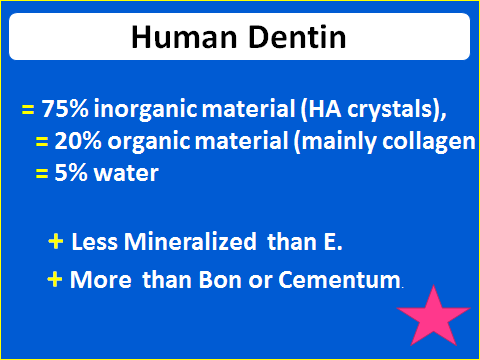 Human Dentin
= 75% inorganic material (HA crystals),
= 20% organic material (mainly collagen
= 5% water
+ Less Mineralized than E.
+ More than Bon or Cementum.